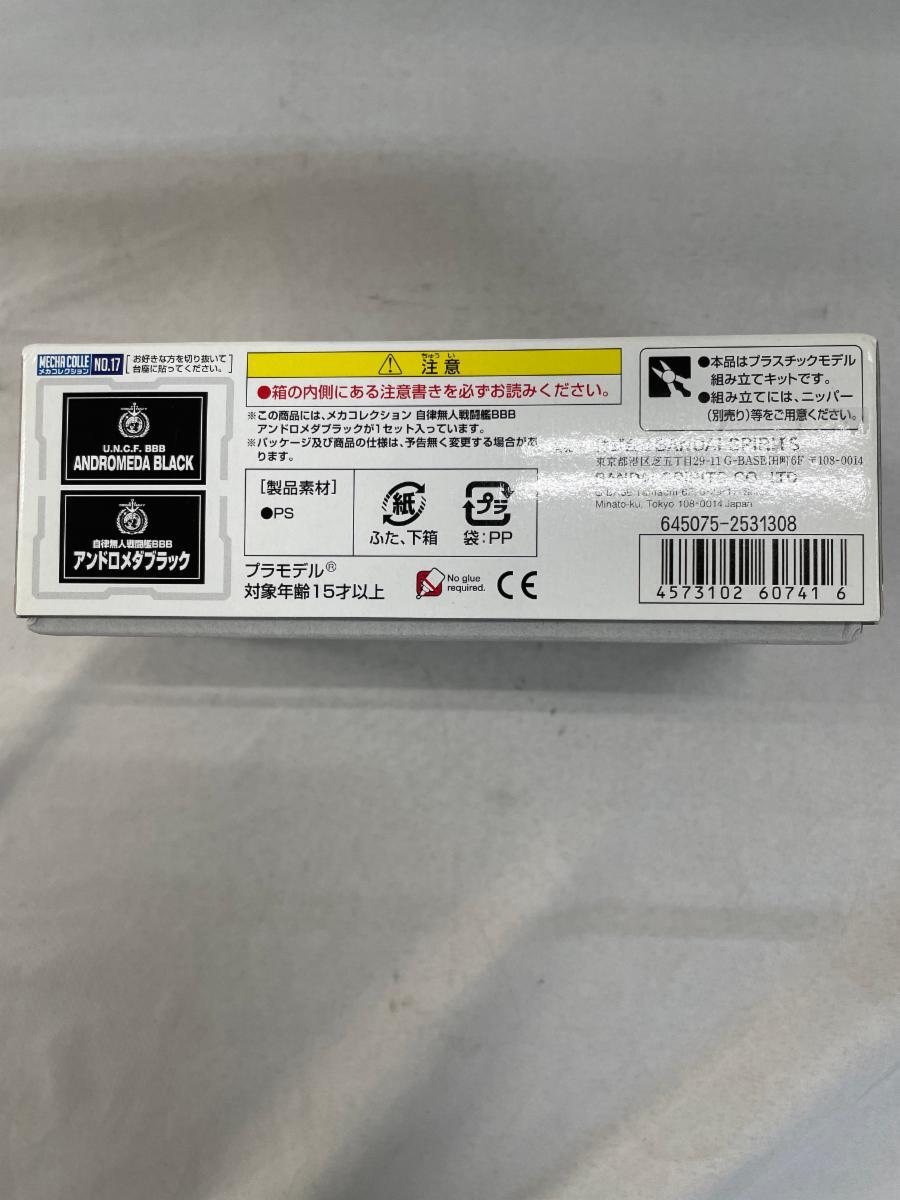 MECHA COLLE
メカコレクション
NO.17
お好きな方を切り抜いて
台座に貼ってください。
U.N.C.F. BBB
ANDROMEDA BLACK
自律無人戦闘艦BBB
アンドロメダブラック
ちゅう い
注意
●箱の内側にある注意書きを必ずお読みください。
※この商品には、メカコレクション 自律無人戦闘艦BBB
アンドロメダブラックが1セット入っています。
※パッケージ及び商品の仕様は、予告無く変更する場合があ
ります。
[製品素材]
●PS
紙
ふた、下箱
プラ
袋:PP
プラモデル®
対象年齢15才以上
No glue
required.
CE
●本品はプラスチックモデル
組み立てキットです。
●組み立てには、ニッパー
(別売り)等をご用意ください。
BANDAI SPIRITS
東京都港区芝五丁目29-11 G-BASE田町6F 〒108-0014
BANDAI SPIRITS CO., LTD.
Minato-ku, Tokyo 108-0014 Japan
645075-2531308
4573102 60741 6